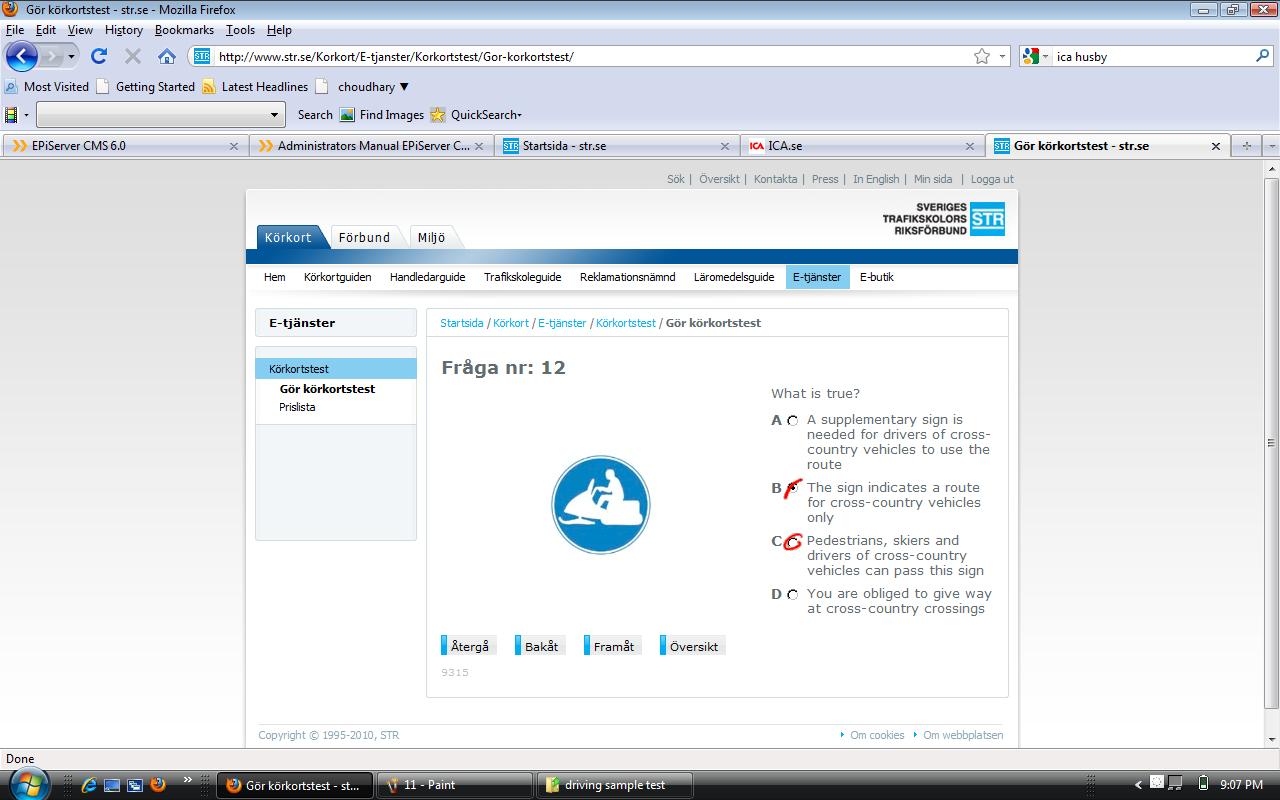 Gör körkortstest - str.se - Mozilla Firefox
File Edit View History Bookmarks Tools Help
http://www.str.se/Korkort/E-tjanster/Korkortstest/Gor-korkortstest/
ica husby
Most Visited Getting Started Latest Headlines choudhary ▼
Search Find Images QuickSearch
EPiServer CMS 6.0
Administrators Manual EPiServer C...
STR Startsida - str.se
ICA ICA.se
STR Gör körkortstest - str.se
Sök | Översikt | Kontakta | Press | In English | Min sida | Logga ut
SVERIGES
TRAFIKSKOLORS
RIKSFÖRBUND
STR
Körkort Förbund Miljö
Hem Körkortguiden Handledarguide Trafikskoleguide Reklamationsnämnd Läromedelsguide E-tjänster E-butik
E-tjänster
Körkortstest
Gör körkortstest
Prislista
Startsida / Körkort / E-tjänster / Körkortstest / Gör körkortstest
Fråga nr: 12
What is true?
A A supplementary sign is
needed for drivers of cross-
country vehicles to use the
route
B The sign indicates a route
for cross-country vehicles
only
C Pedestrians, skiers and
drivers of cross-country
vehicles can pass this sign
D You are obliged to give way
at cross-country crossings
Återgå Bakåt Framåt Översikt
9315
Copyright © 1995-2010, STR
Om cookies Om webbplatsen
Done
Gör körkortstest - st...
11 - Paint
driving sample test
9:07 PM